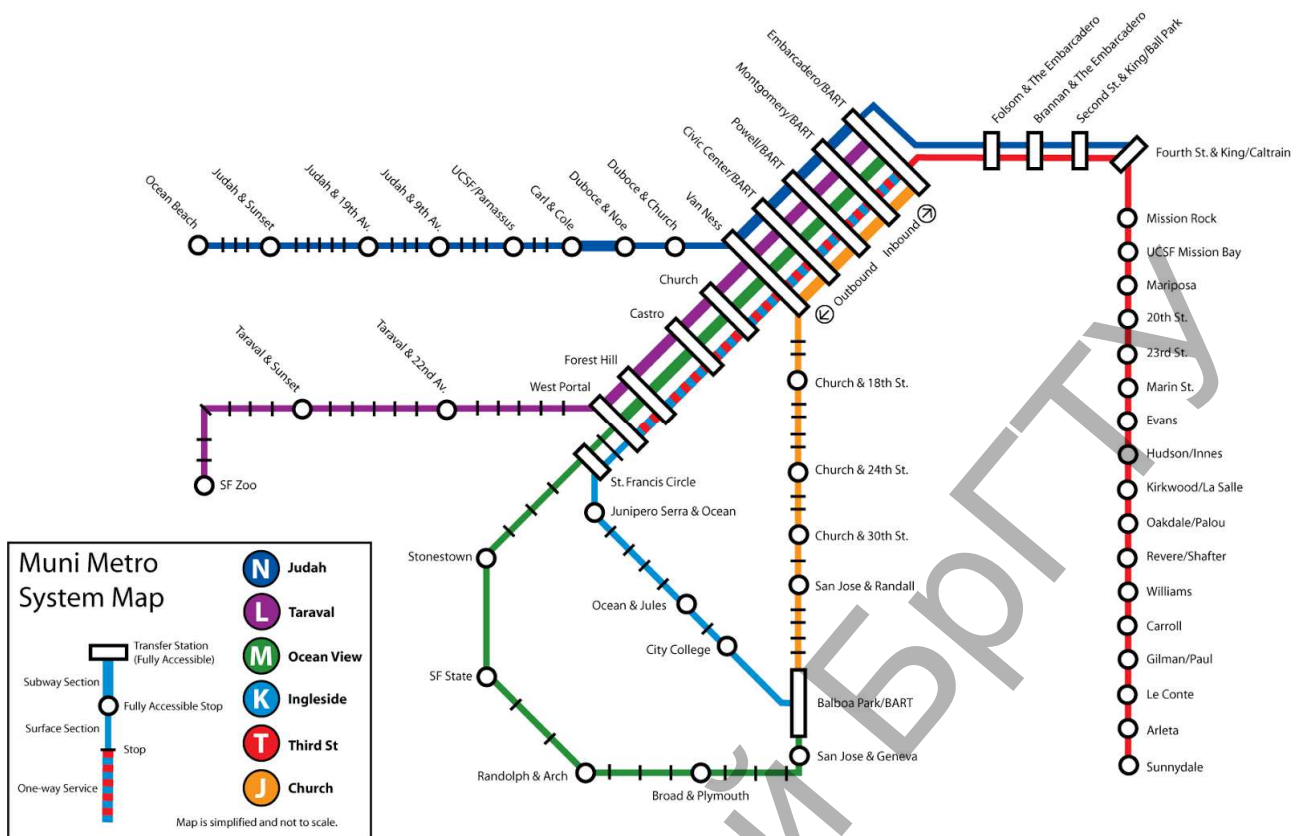 Embarcadero/BART
Montgomery/BART
Powell/BART
Civic Center/BART
Van Ness
Folsom & The Embarcadero
Brannan & The Embarcadero
Second St. & King/Ball Park
Fourth St. & King/Caltrain
Ocean Beach
Judah & Sunset
Judah & 19th Av.
Judah & 9th Av.
UCSF/Parnassus
Carl & Cole
Duboce & Noe
Duboce & Church
Church
Castro
Forest Hill
West Portal
Outbound
Inbound
Taraval & Sunset
Taraval & 22nd Av.
SF Zoo
St. Francis Circle
Junipero Serra & Ocean
Stonestown
Ocean & Jules
City College
SF State
Randolph & Arch
Broad & Plymouth
Church & 18th St.
Church & 24th St.
Church & 30th St.
San Jose & Randall
Balboa Park/BART
San Jose & Geneva
Mission Rock
UCSF Mission Bay
Mariposa
20th St.
23rd St.
Marin St.
Evans
Hudson/Innes
Kirkwood/La Salle
Oakdale/Palou
Revere/Shafter
Williams
Carroll
Gilman/Paul
Le Conte
Arleta
Sunnydale
Muni Metro
System Map
Transfer Station
(Fully Accessible)
Subway Section
Fully Accessible Stop
Surface Section
Stop
One-way Service
N Judah
L Taraval
M Ocean View
K Ingleside
T Third St
J Church
Map is simplified and not to scale.
й БрГТУ